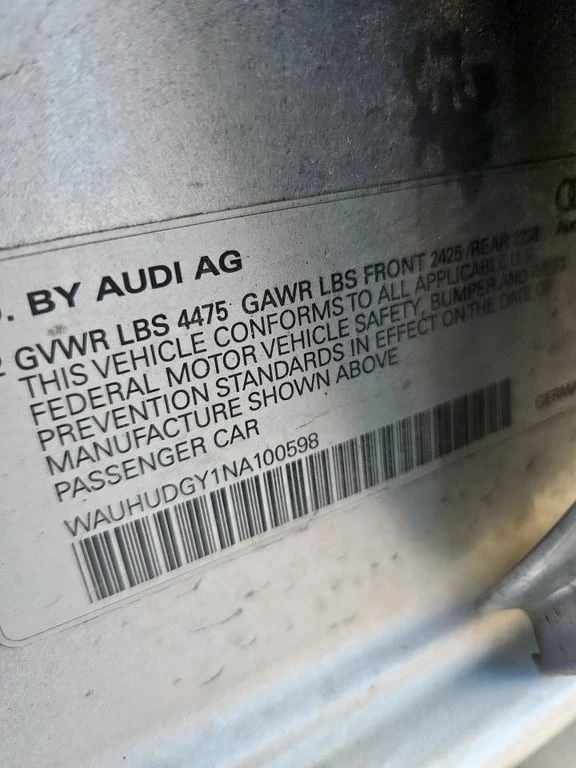 . BY AUDI AG
GVWR LBS 4475 GAWR LBS FRONT 2425 /REAR
THIS VEHICLE CONFORMS TO ALL APPLICABLE U.S.
FEDERAL MOTOR VEHICLE SAFETY, BUMPER AND THEFT
PREVENTION STANDARDS IN EFFECT ON THE DATE OF
MANUFACTURE SHOWN ABOVE
PASSENGER CAR
WAUHUDGY1NA100598